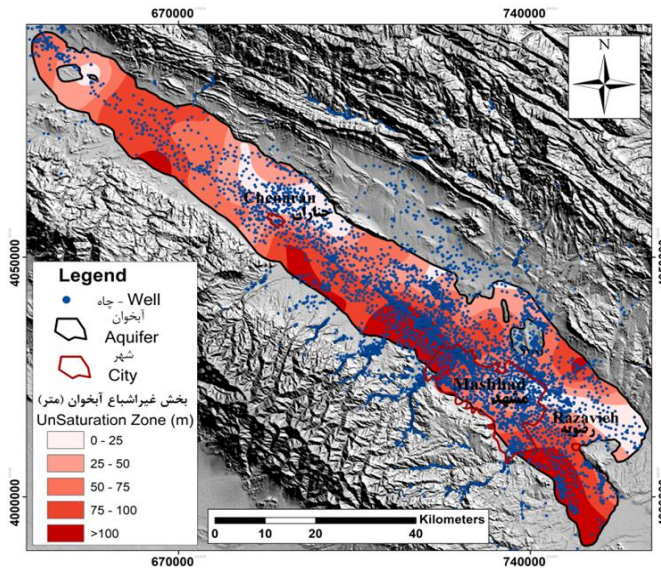 670000
740000
N
Chenaran
چناران
4050000
4050000
Legend
Well - چاه
آبخوان
Aquifer
شهر
City
بخش غیراشباع آبخوان (متر)
UnSaturation Zone (m)
0 - 25
25 - 50
50 - 75
75 - 100
>100
Mashhad
مشهد
Razavieh
رضویه
4000000
4000000
Kilometers
0 10 20 40
670000
740000